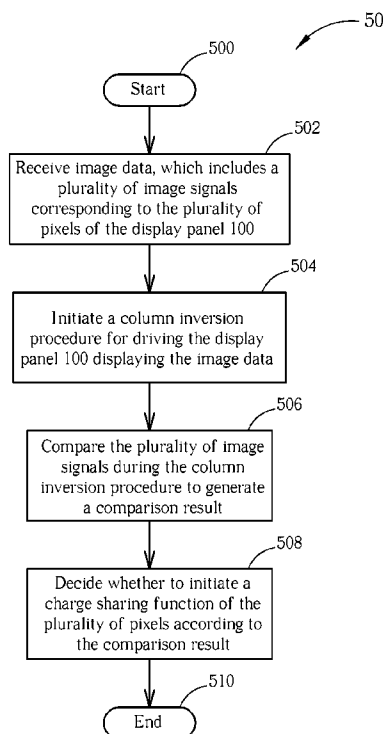 50
500
Start
502
Receive image data, which includes a
plurality of image signals
corresponding to the plurality of
pixels of the display panel 100
504
Initiate a column inversion
procedure for driving the display
panel 100 displaying the image data
506
Compare the plurality of image
signals during the column
inversion procedure to generate
a comparison result
508
Decide whether to initiate a
charge sharing function of the
plurality of pixels according to
the comparison result
510
End